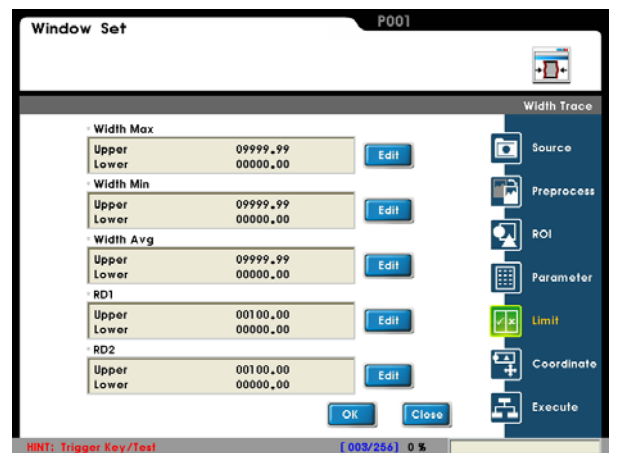 Window Set
P001
Width Trace
Width Max
Upper 09999.99
Lower 00000.00
Edit
Width Min
Upper 09999.99
Lower 00000.00
Edit
Width Avg
Upper 09999.99
Lower 00000.00
Edit
RD1
Upper 00100.00
Lower 00000.00
Edit
RD2
Upper 00100.00
Lower 00000.00
Edit
OK
Close
Source
Preprocess
ROI
Parameter
Limit
Coordinate
Execute
HINT: Trigger Key/Test
[003/256] 0 %